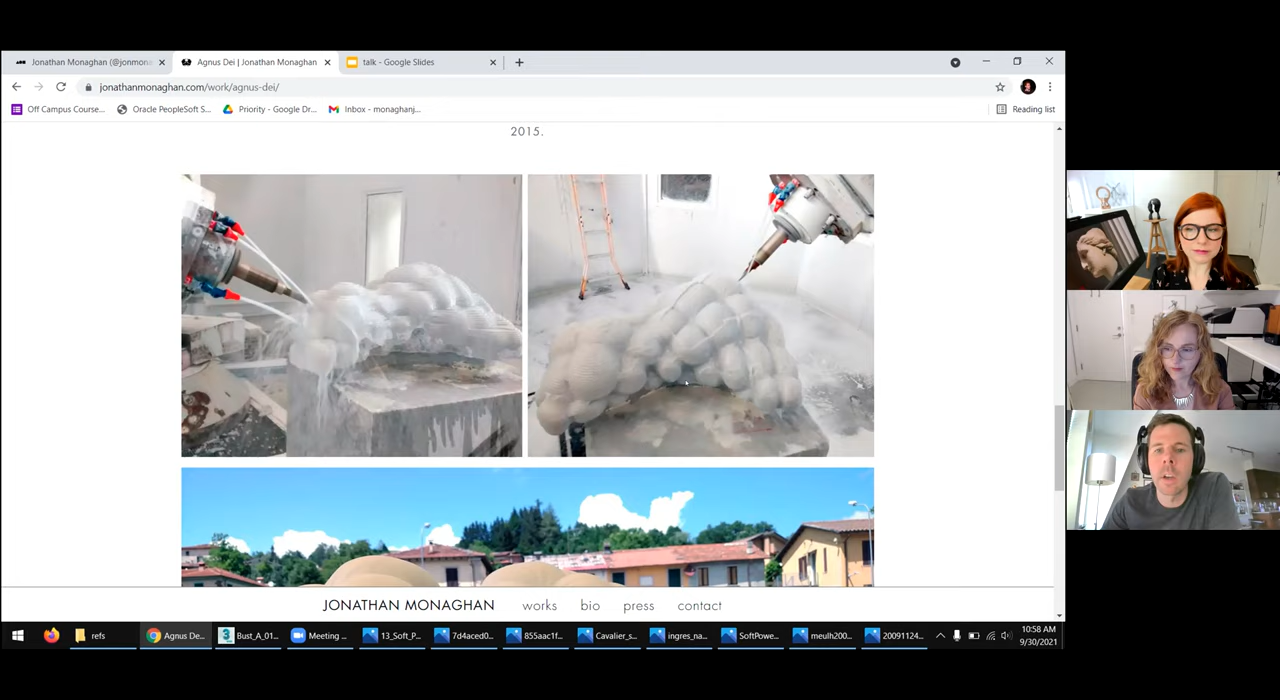 Jonathan Monaghan (@jonmona
Agnus Dei | Jonathan Monaghan
talk - Google Slides
jonathanmonaghan.com/work/agnus-dei/
Off Campus Course...
Oracle PeopleSoft S...
Priority - Google Dr...
Inbox - monaghanj...
Reading list
2015.
JONATHAN MONAGHAN
works
bio
press
contact
refs
Agnus De...
Bust_A_01...
Meeting ...
13_Soft_P...
7d4aced0...
855aac1f...
Cavalier_s...
ingres_na...
SoftPowe...
meulh200...
20091124...
10:58 AM
9/30/2021